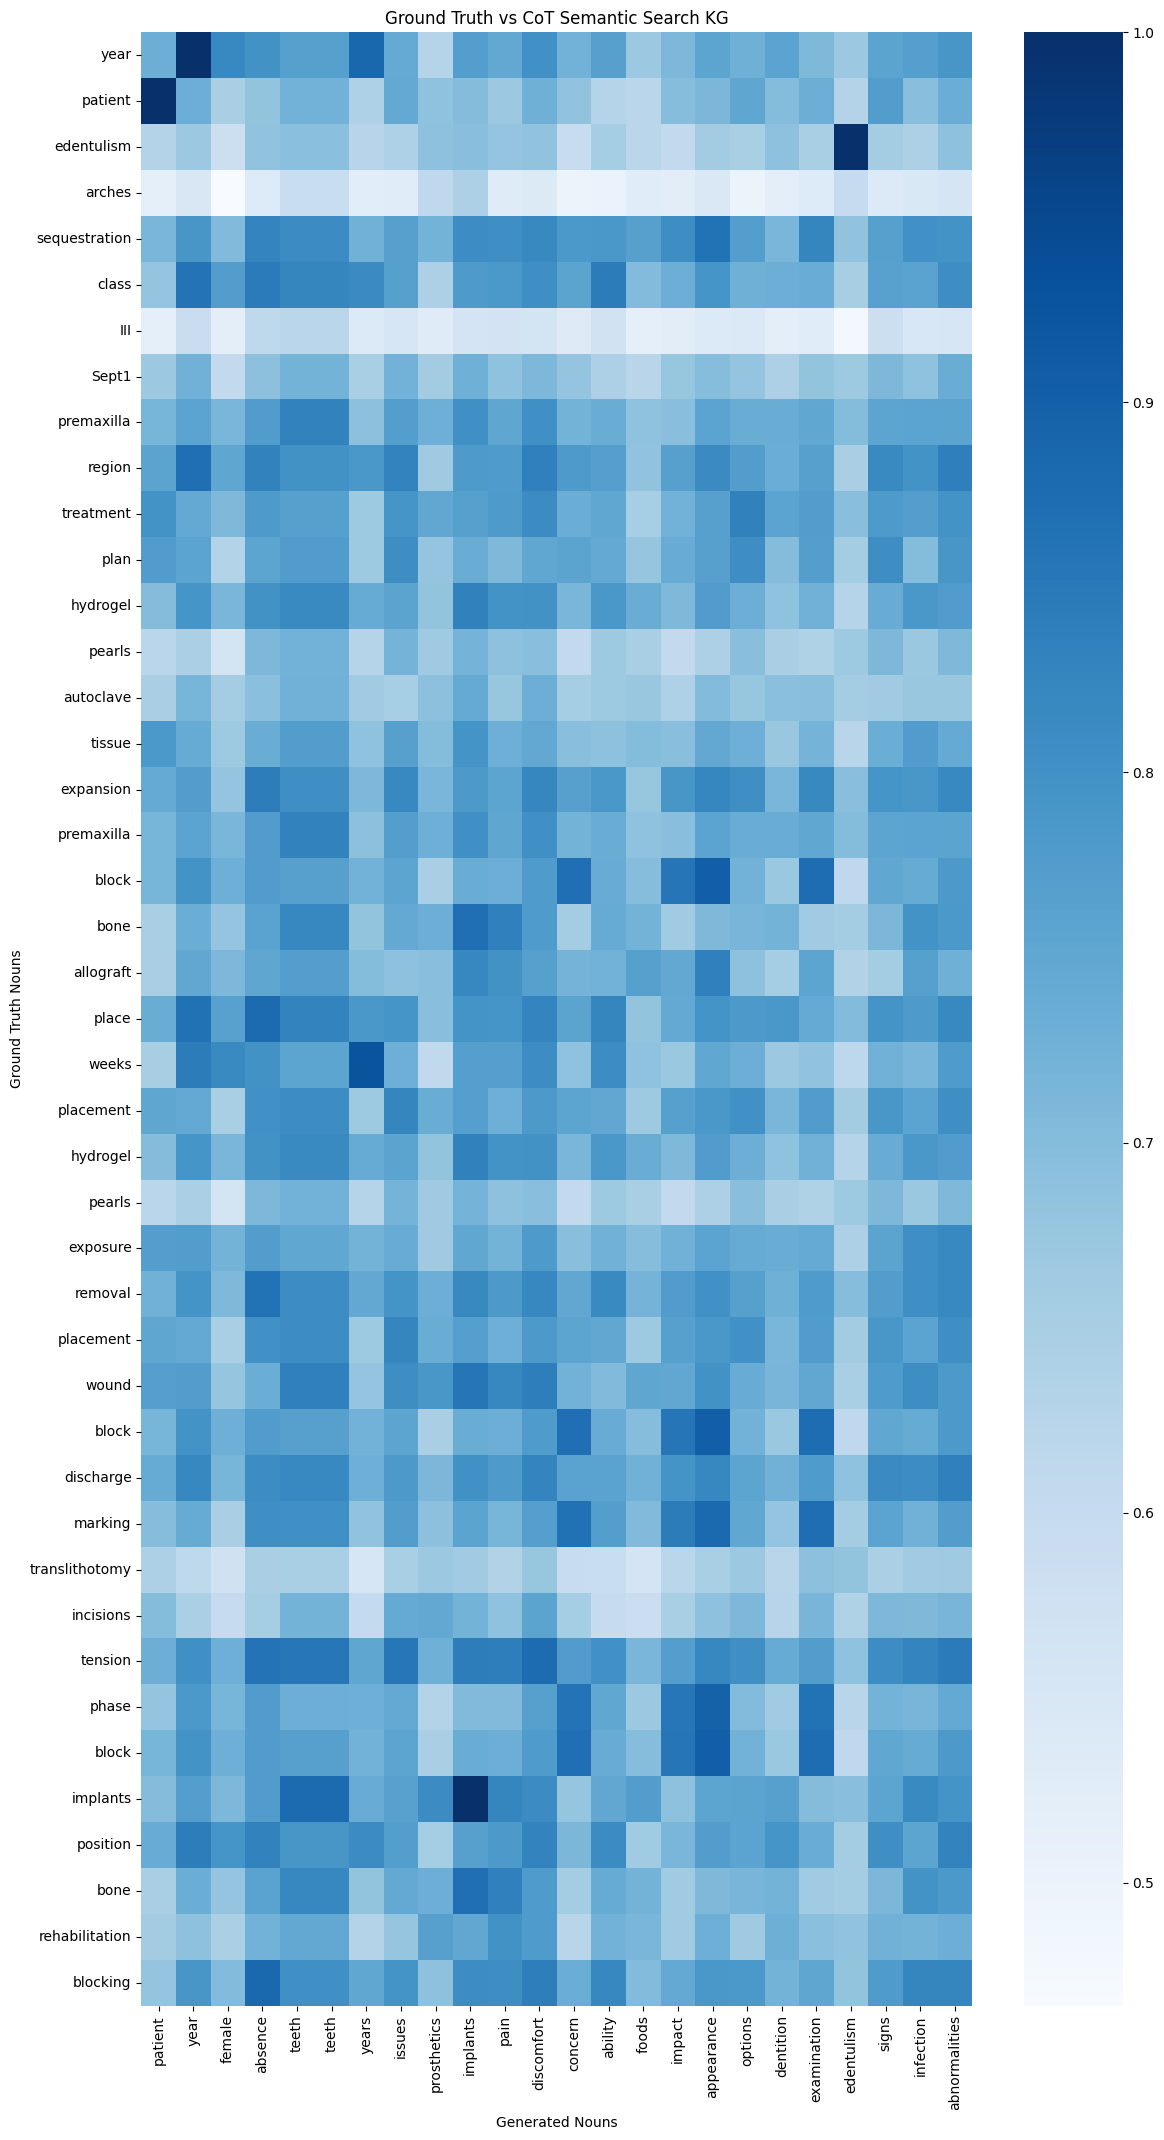 Ground Truth vs CoT Semantic Search KG
Ground Truth Nouns
year
patient
edentulism
arches
sequestration
class
III
Sept1
premaxilla
region
treatment
plan
hydrogel
pearls
autoclave
tissue
expansion
premaxilla
block
bone
allograft
place
weeks
placement
hydrogel
pearls
exposure
removal
placement
wound
block
discharge
marking
translithotomy
incisions
tension
phase
block
implants
position
bone
rehabilitation
blocking
patient
year
female
absence
teeth
teeth
years
issues
prosthetics
implants
pain
discomfort
concern
ability
foods
impact
appearance
options
dentition
examination
edentulism
signs
infection
abnormalities
Generated Nouns
1.0
0.9
0.8
0.7
0.6
0.5